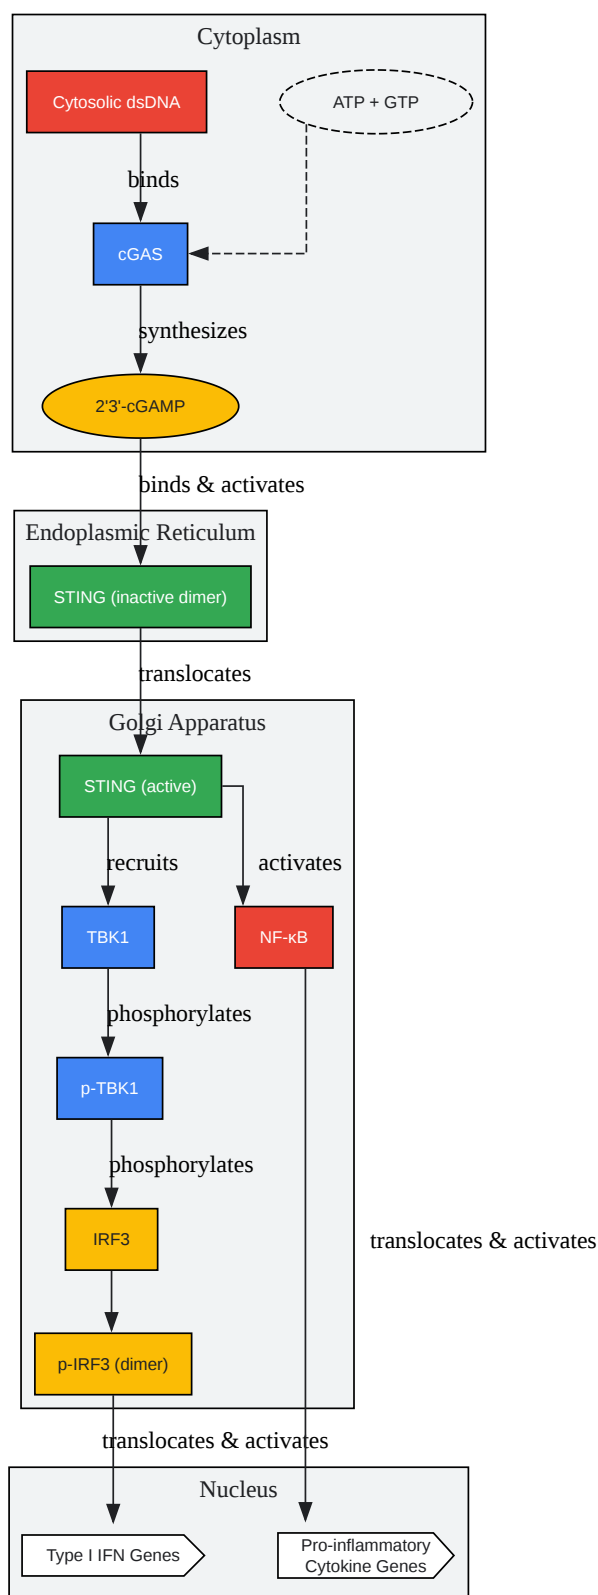 Cytoplasm
Cytosolic dsDNA
ATP + GTP
binds
cGAS
synthesizes
2'3'-cGAMP
binds & activates
Endoplasmic Reticulum
STING (inactive dimer)
translocates
Golgi Apparatus
STING (active)
recruits
activates
TBK1
NF-κB
phosphorylates
p-TBK1
phosphorylates
IRF3
translocates & activates
p-IRF3 (dimer)
translocates & activates
Nucleus
Type I IFN Genes
Pro-inflammatory
Cytokine Genes